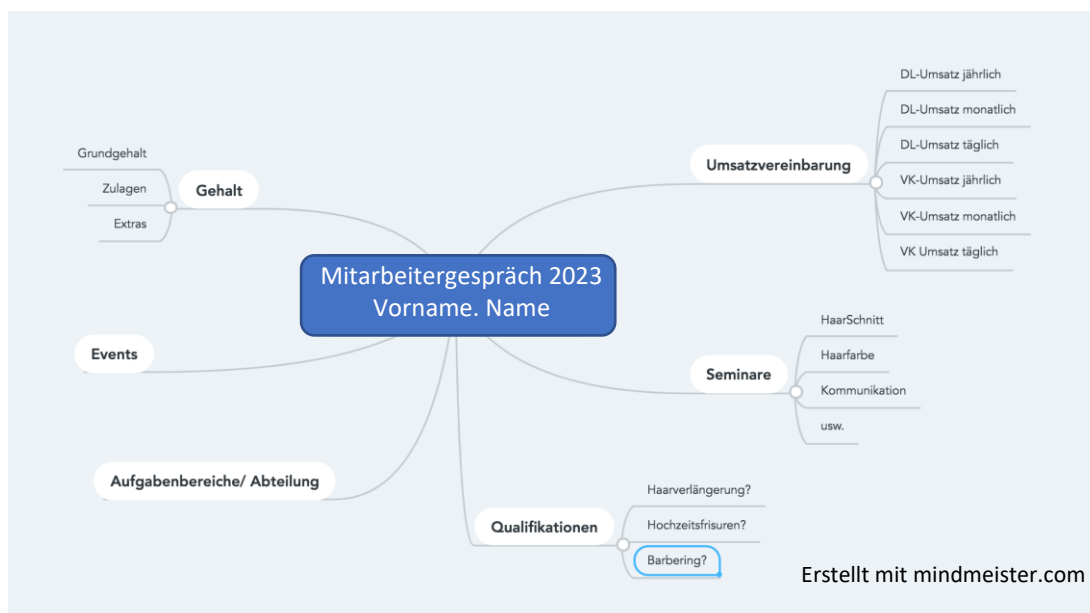 Mitarbeitergespräch 2023
Vorname. Name
Umsatzvereinbarung
DL-Umsatz jährlich
DL-Umsatz monatlich
DL-Umsatz täglich
VK-Umsatz jährlich
VK-Umsatz monatlich
VK Umsatz täglich
Seminare
HaarSchnitt
Haarfarbe
Kommunikation
usw.
Qualifikationen
Haarverlängerung?
Hochzeitsfrisuren?
Barbering?
Aufgabenbereiche/ Abteilung
Events
Gehalt
Grundgehalt
Zulagen
Extras
Erstellt mit mindmeister.com